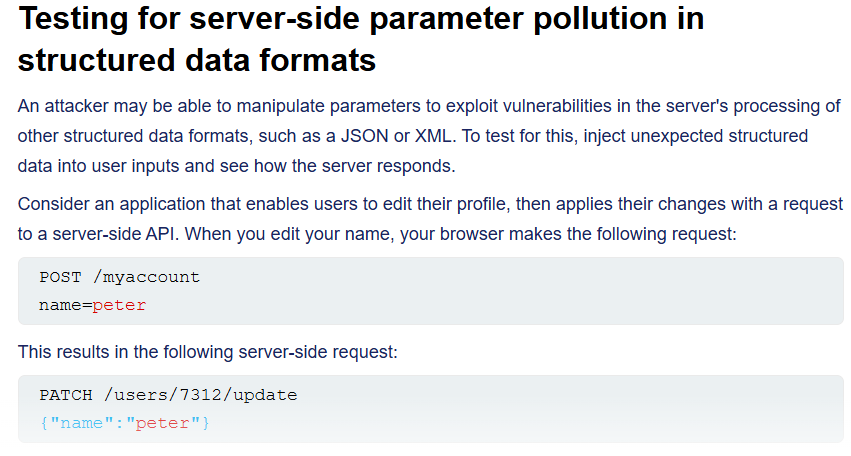 Testing for server-side parameter pollution in
structured data formats
An attacker may be able to manipulate parameters to exploit vulnerabilities in the server's processing of
other structured data formats, such as a JSON or XML. To test for this, inject unexpected structured
data into user inputs and see how the server responds.
Consider an application that enables users to edit their profile, then applies their changes with a request
to a server-side API. When you edit your name, your browser makes the following request:
POST /myaccount
name=peter
This results in the following server-side request:
PATCH /users/7312/update
{"name":"peter"}